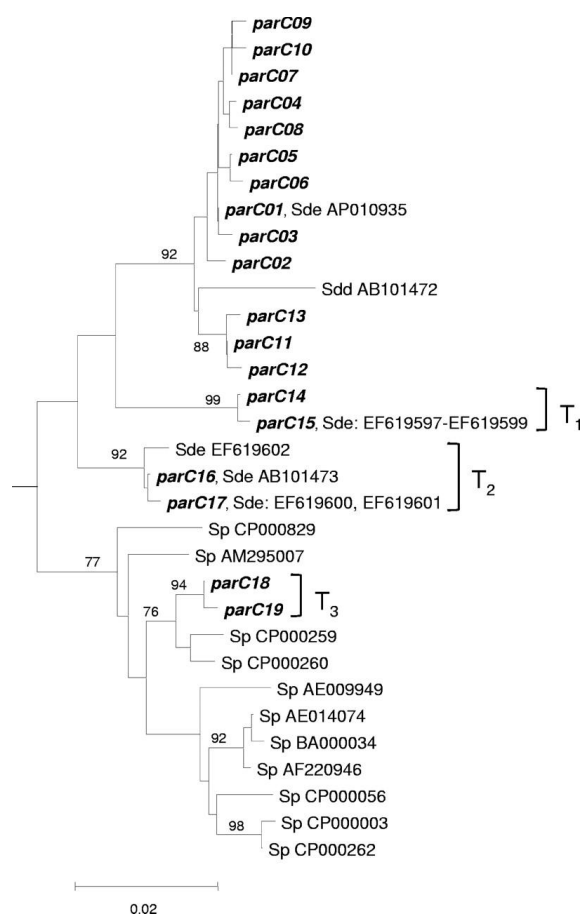 parC09
parC10
parC07
parC04
parC08
parC05
parC06
parC01, Sde AP010935
parC03
92
parC02
Sdd AB101472
parC13
parC11
88
parC12
99
parC14
parC15, Sde: EF619597-EF619599
T1
92
Sde EF619602
parC16, Sde AB101473
T2
parC17, Sde: EF619600, EF619601
Sp CP000829
77
Sp AM295007
94
parC18
T3
76
parC19
Sp CP000259
Sp CP000260
Sp AE009949
Sp AE014074
92
Sp BA000034
Sp AF220946
Sp CP000056
98
Sp CP000003
Sp CP000262
0.02